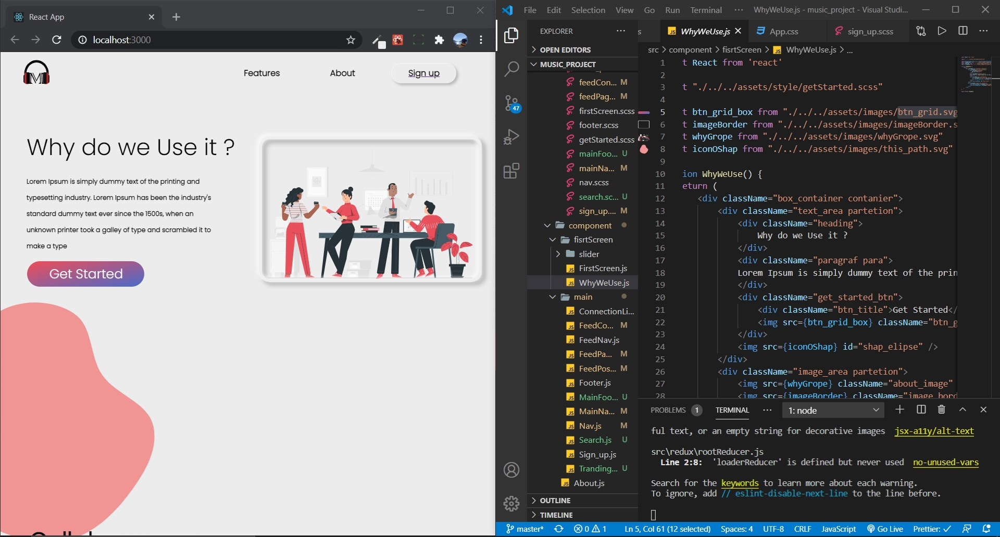 React App
localhost:3000
M
Features
About
Sign up
Why do we Use it ?
Lorem Ipsum is simply dummy text of the printing and
typesetting industry. Lorem Ipsum has been the industry's
standard dummy text ever since the 1500s, when an
unknown printer took a galley of type and scrambled it to
make a type
Get Started
File Edit Selection View Go Run Terminal ··· WhyWeUse.js - music_project - Visual Studi...
EXPLORER ···
s
WhyWeUse.js
App.css
sign_up.scss
···
OPEN EDITORS
MUSIC_PROJECT
47
feedCon... M
feedPag... M
firstScreen.scss
footer.scss
getStarted.scss
mainFoo... U
mainNa... M
nav.scss
search.sc... U
sign_up.... M
component
fisrtScreen
slider
FirstScreen.js
WhyWeUse.js
main
ConnectionLi...
FeedCo... M
FeedNav.js
FeedPa... M
FeedPos... M
Footer.js
MainFoo... U
MainNa... M
Nav.js M
Search.js U
Sign_up.js
Tranding... U
About.js
OUTLINE
TIMELINE
src > component > fisrtScreen > JS WhyWeUse.js > ...
1 t React from 'react'
2
3 t "./../../assets/style/getStarted.scss"
4
5 t btn_grid_box from "./../../assets/images/btn_grid.svg
6 t imageBorder from "./../../assets/images/imageBorder.s
7 t whyGrope from "./../../assets/images/whyGrope.svg"
8 t iconOShap from "./../../assets/images/this_path.svg"
9
10 ion WhyWeUse() {
11 eturn (
12 <div className="box_container contanier">
13 <div className="text_area partetion">
14 <div className="heading">
15 Why do we Use it ?
16 </div>
17 <div className="paragraf para">
18 Lorem Ipsum is simply dummy text of the prin
19 </div>
20 <div className="get_started_btn">
21 <div className="btn_title">Get Started</
22 <img src={btn_grid_box} className="btn_g
23 </div>
24 <img src={iconOShap} id="shap_elipse" />
25 </div>
26 <div className="image_area partetion">
27 <img src={whyGrope} className="about_image"
28 <img src={imageBorder} className="image_bord
PROBLEMS 1 TERMINAL ··· 1: node
ful text, or an empty string for decorative images jsx-a11y/alt-text
src\redux\rootReducer.js
Line 2:8: 'loaderReducer' is defined but never used no-unused-vars
Search for the keywords to learn more about each warning.
To ignore, add // eslint-disable-next-line to the line before.
master* 0 1 Ln 5, Col 61 (12 selected) Spaces: 4 UTF-8 CRLF JavaScript Go Live Prettier: ✓